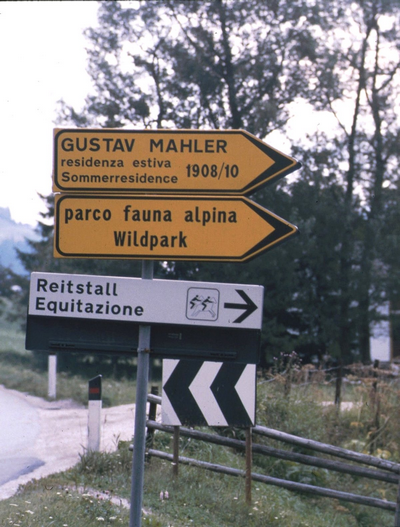 GUSTAV MAHLER
residenza estiva
Sommerresidence 1908/10
parco fauna alpina
Wildpark
Reitstall
Equitazione